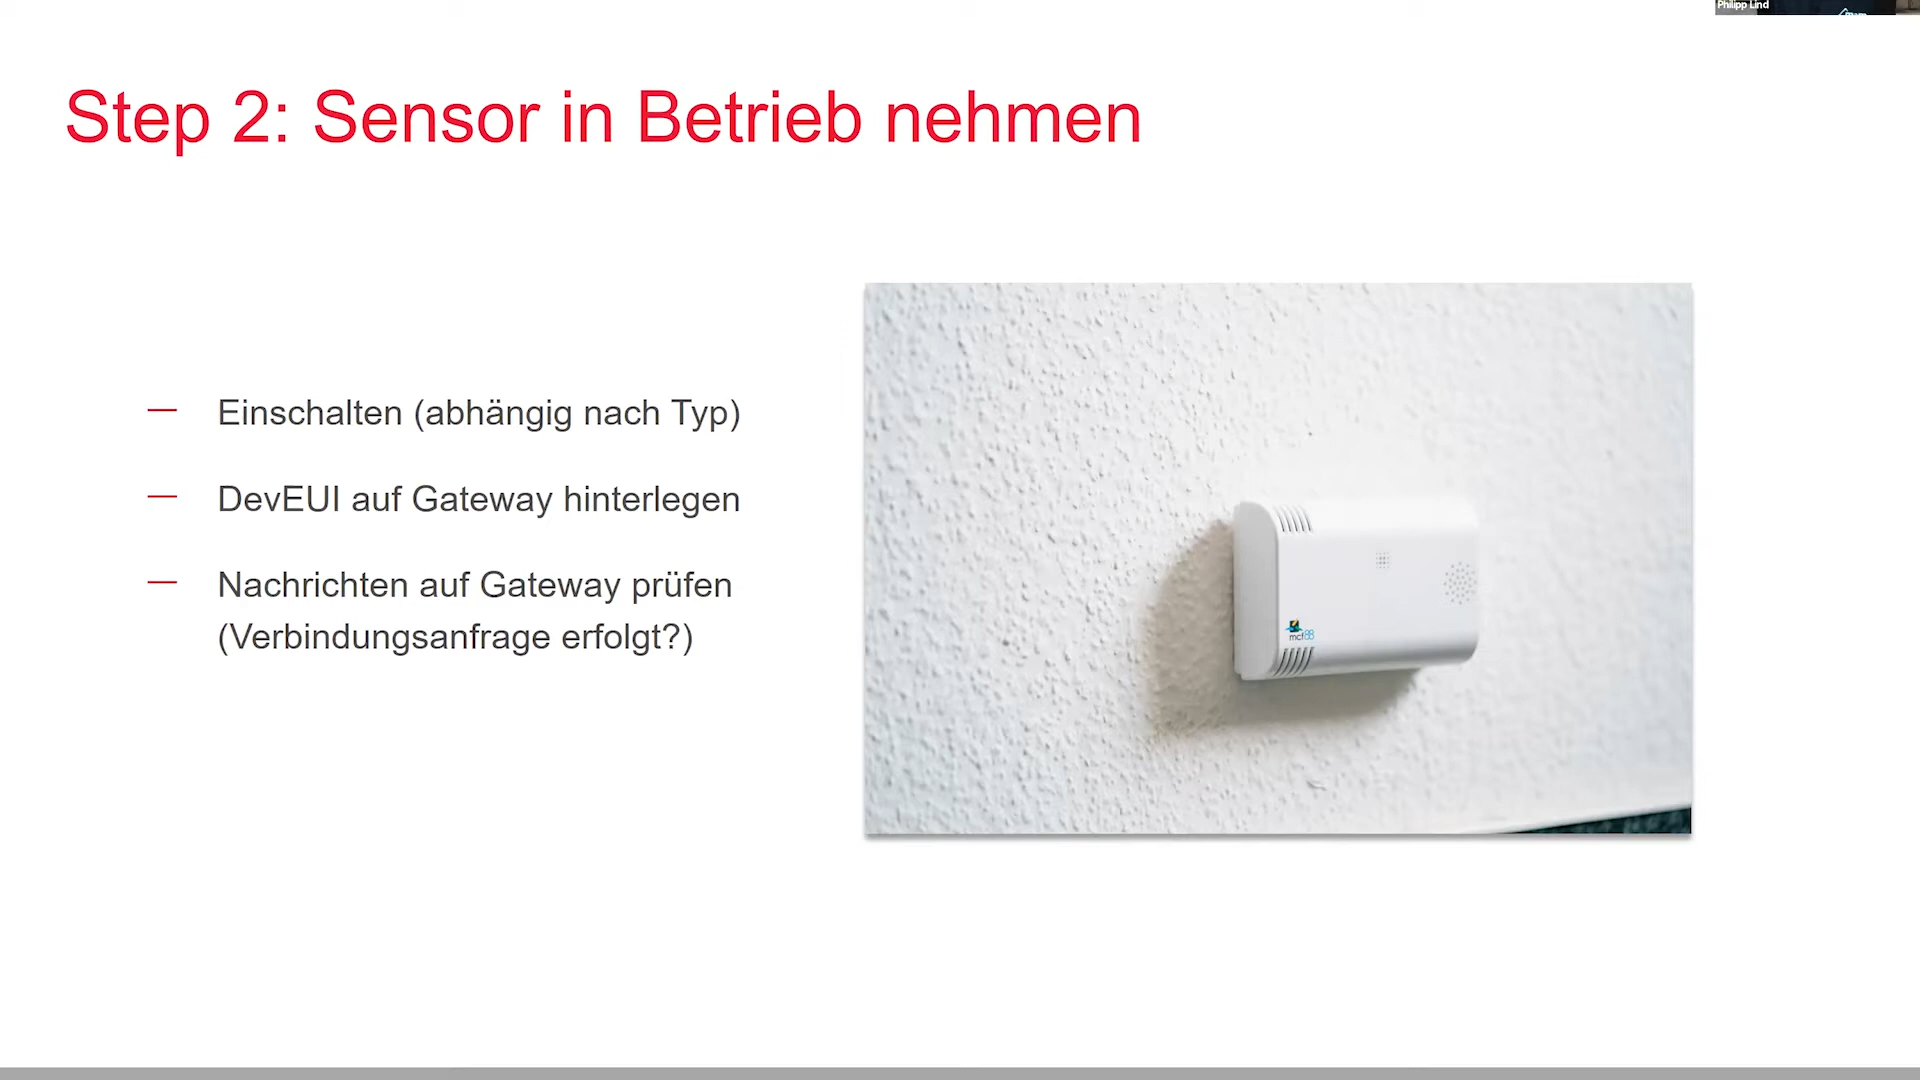 Philipp Lind
Step 2: Sensor in Betrieb nehmen
— Einschalten (abhängig nach Typ)
— DevEUI auf Gateway hinterlegen
— Nachrichten auf Gateway prüfen
(Verbindungsanfrage erfolgt?)
mcf88